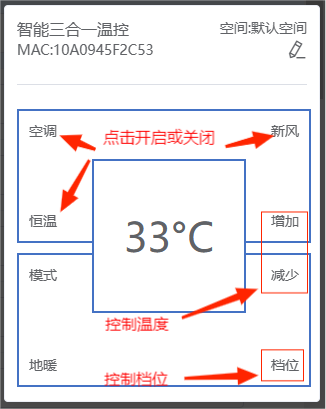 智能三合一温控
空间:默认空间
MAC:10A0945F2C53
空调
点击开启或关闭
新风
恒温
33°C
增加
模式
减少
控制温度
地暖
控制档位
档位